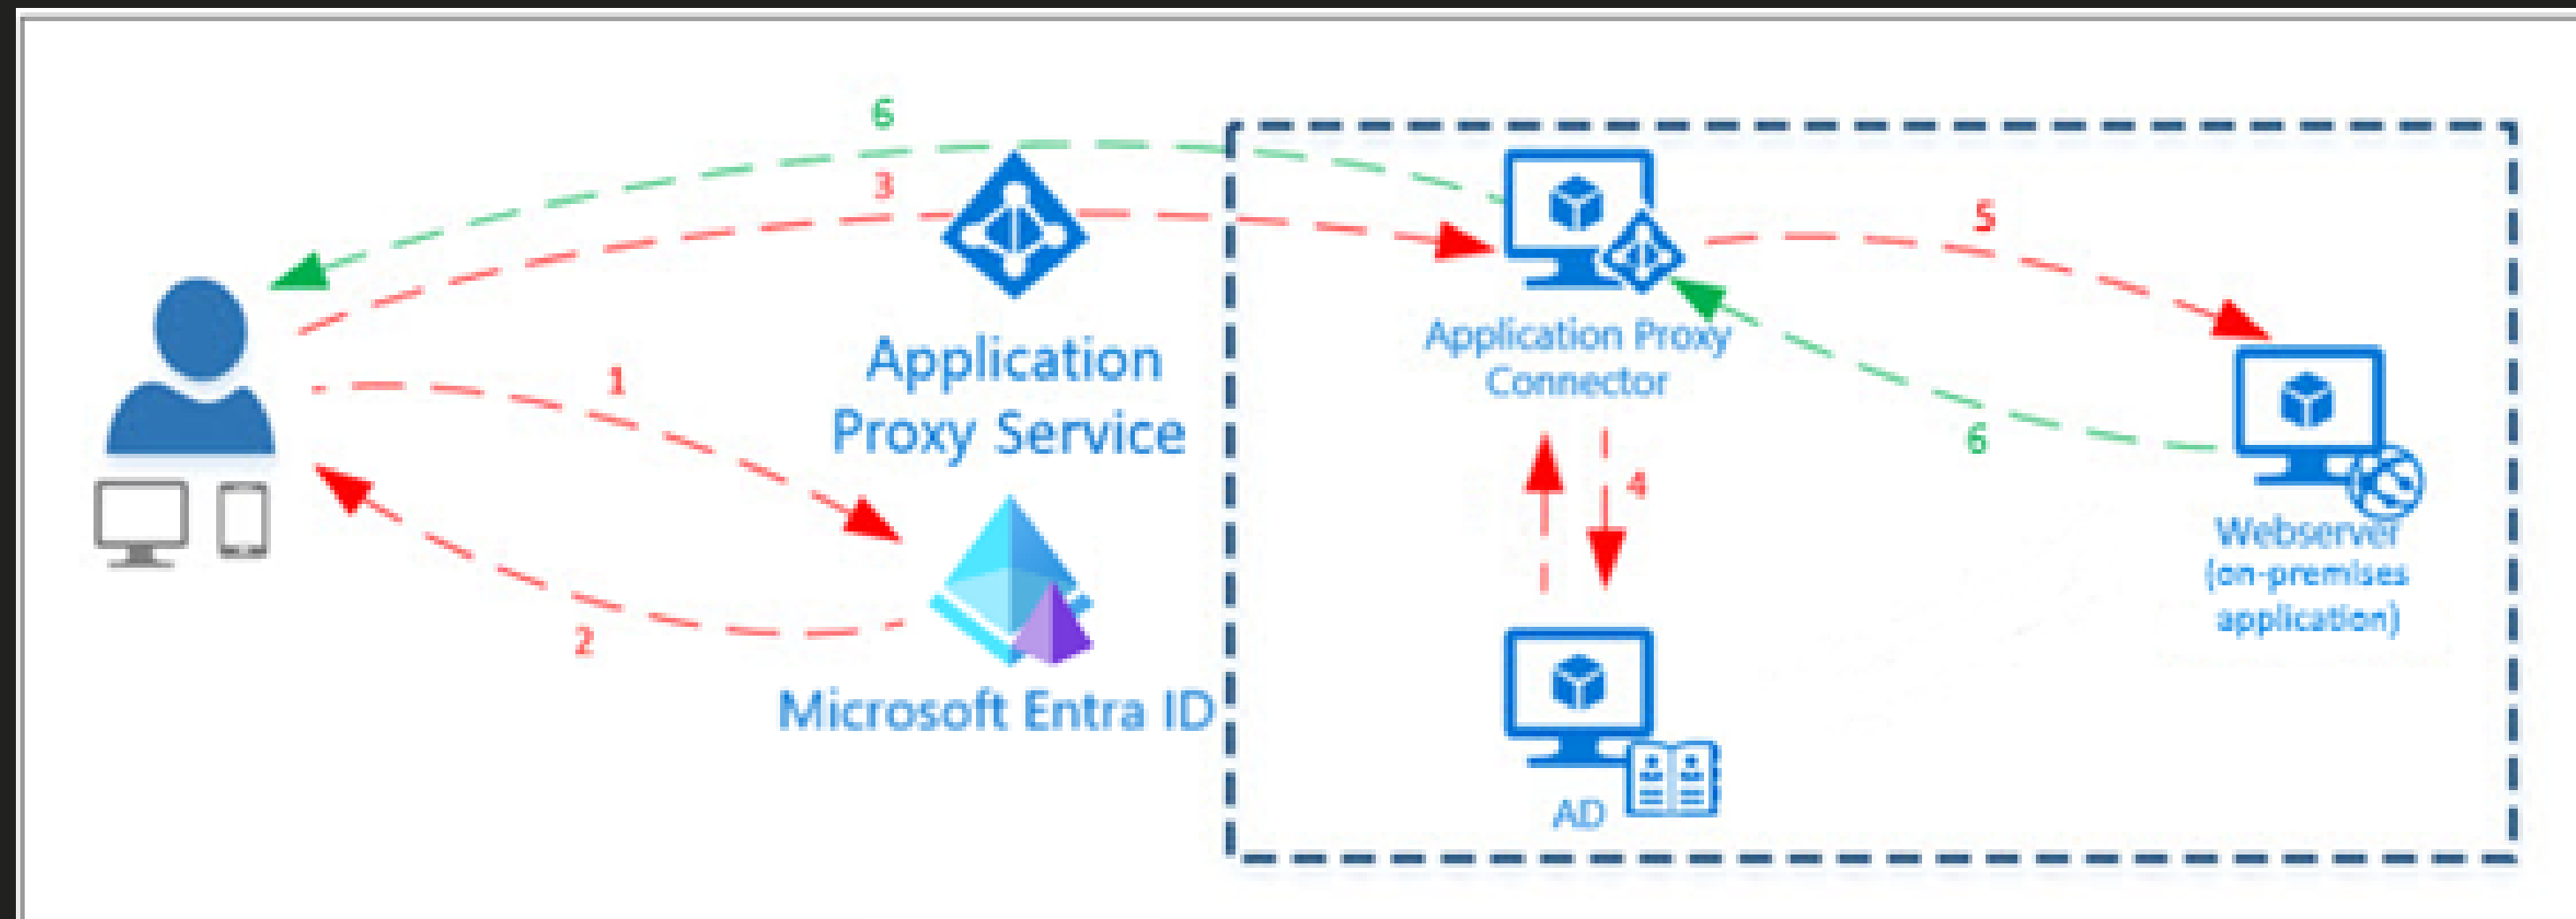 6
3
5
1
Application
Proxy Service
Application Proxy
Connector
6
4
2
Webserver
(on-premises
application)
Microsoft Entra ID
AD